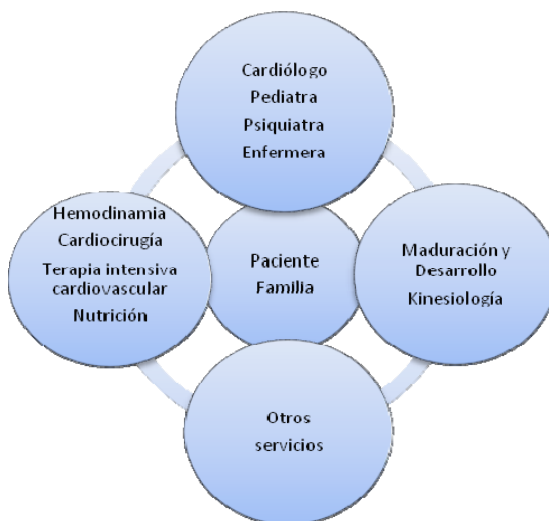 Cardiólogo
Pediatra
Psiquiatra
Enfermera
Hemodinamia
Cardiocirugía
Terapia intensiva
cardiovascular
Nutrición
Paciente
Familia
Maduración y
Desarrollo
Kinesiología
Otros
servicios